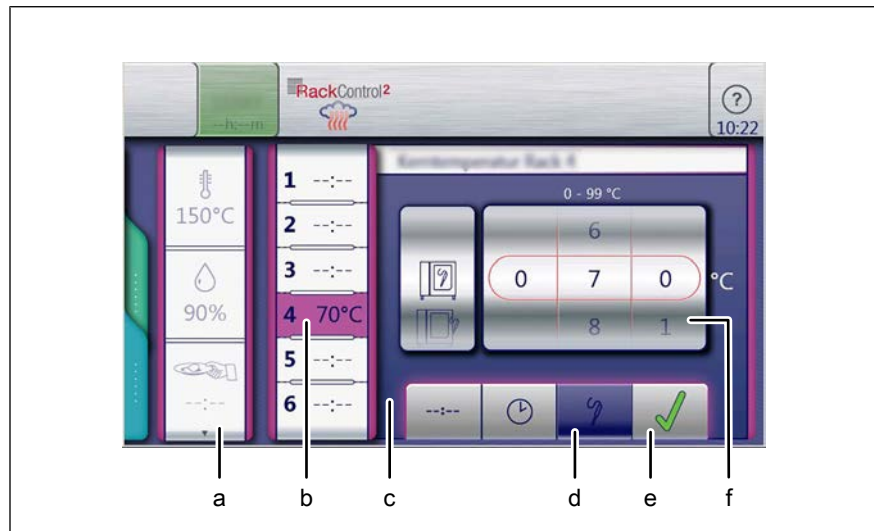 RackControl²
--h:--m
?
10:22
Kerntemperatur Rack 4
150°C
90%
--:--
1 --:--
2 --:--
3 --:--
4 70°C
5 --:--
6 --:--
0 - 99 °C
6
0 7 0 °C
8 1
--:--
a b c d e f